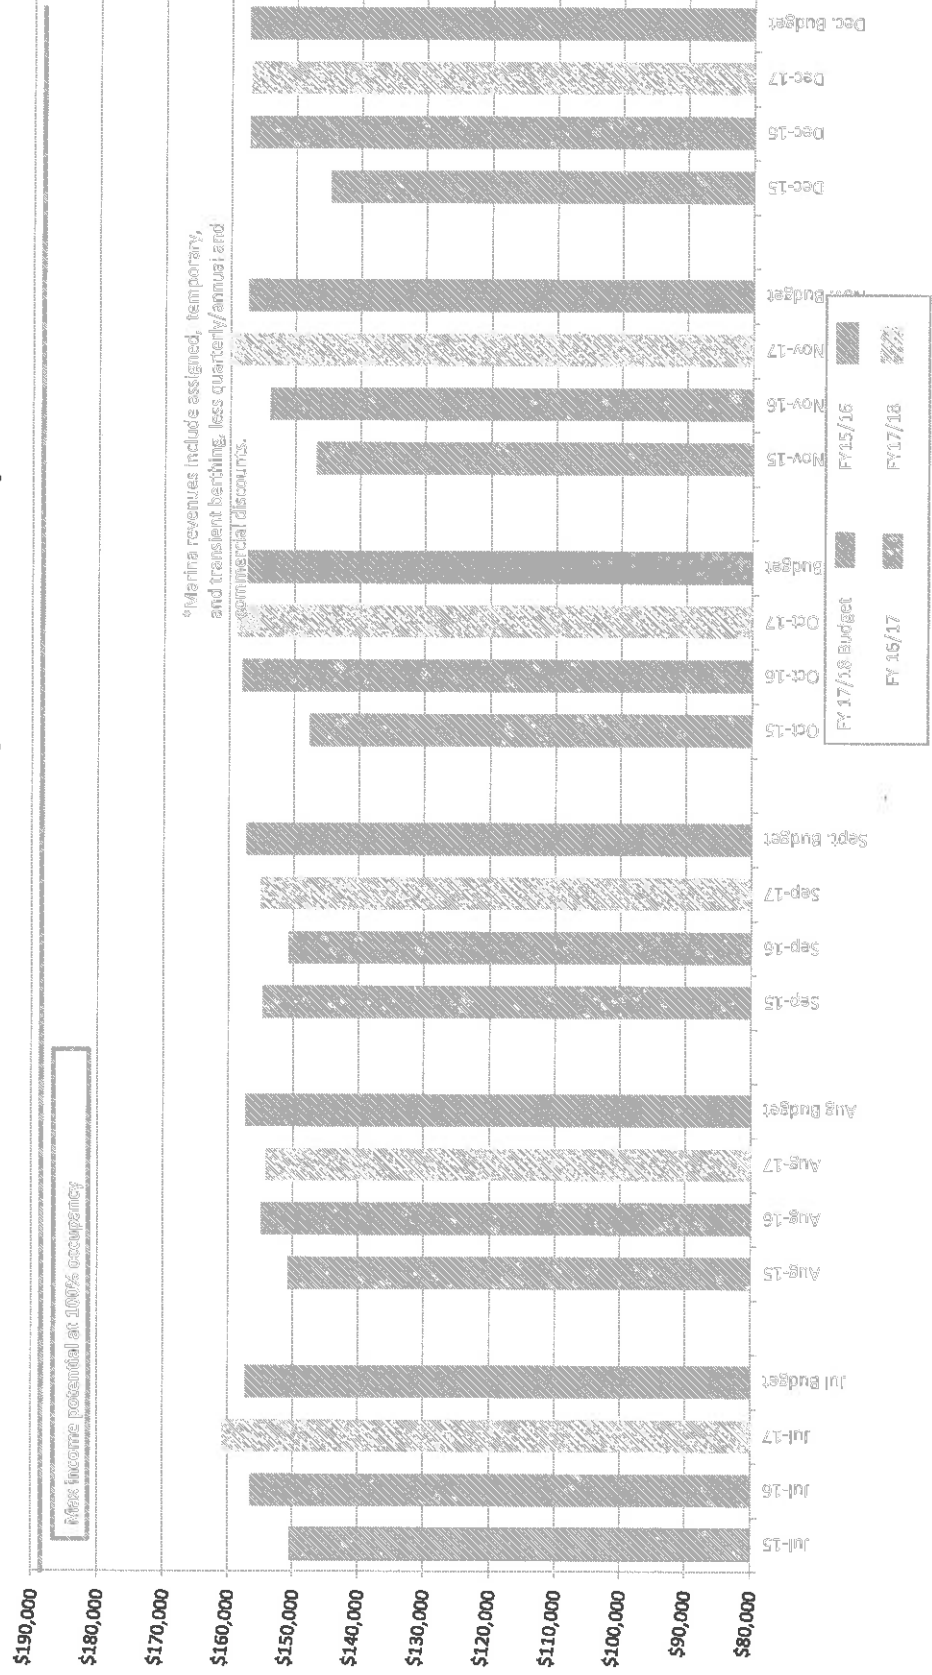 $190,000
$180,000
$170,000
$160,000
$150,000
$140,000
$130,000
$120,000
$110,000
$100,000
$90,000
$80,000
Max income potential at 100% occupancy
*Marina revenues include assigned, temporary,
and transient berthing, less quarterly/annual and
commercial discounts.
Jul-15
Jul-16
Jul-17
Jul Budget
Aug-15
Aug-16
Aug-17
Aug Budget
Sep-15
Sep-16
Sep-17
Sept. Budget
Oct-15
Oct-16
Oct-17
Budget
Nov-15
Nov-16
Nov-17
Nov. Budget
Dec-15
Dec-15
Dec-17
Dec. Budget
FY 17/18 Budget
FY15/16
FY 16/17
FY17/18